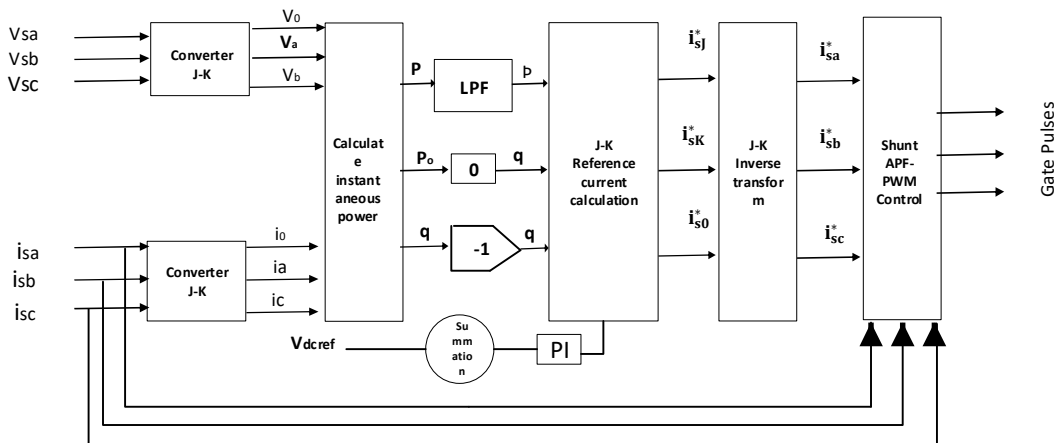 Vsa
Vsb
Vsc
Converter
J-K
V0
Va
Vb
Calculat
e
instant
aneous
power
P
LPF
Þ
Po
0
q
q
-1
q
J-K
Reference
current
calculation
i*sJ
i*sK
i*s0
J-K
Inverse
transfor
m
i*sa
i*sb
i*sc
Shunt
APF-
PWM
Control
Gate Pulses
isa
isb
isc
Converter
J-K
i0
ia
ic
Vdcref
Su
mm
atio
n
PI